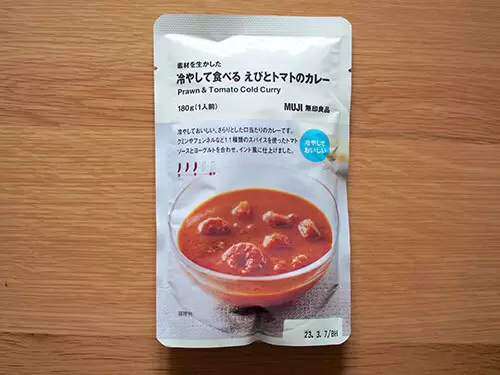 素材を生かした
冷やして食べる えびとトマトのカレー
Prawn & Tomato Cold Curry
180g(1人前)
MUJI 無印良品
冷やしておいしい、さらりとした口当たりのカレーです。
クミンやフェンネルなど11種類のスパイスを使ったトマト
ソースとヨーグルトを合わせ、インド風に仕上げました。
冷やして
おいしい
23. 3. 7/BH